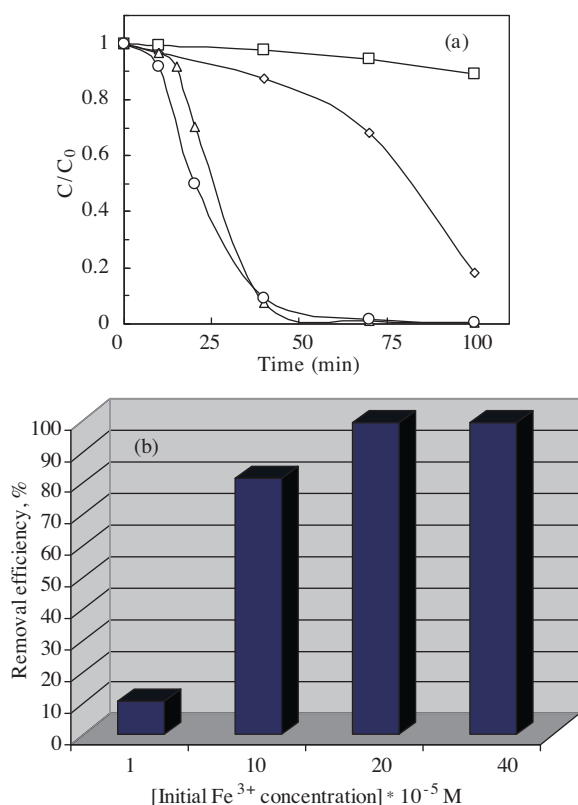 (a)
1
0.8
0.6
0.4
0.2
0
C/C₀
0 25 50 75 100
Time (min)
(b)
100
90
80
70
60
50
40
30
20
10
0
Removal efficiency, %
1 10 20 40
[Initial Fe³⁺ concentration] * 10⁻⁵ M